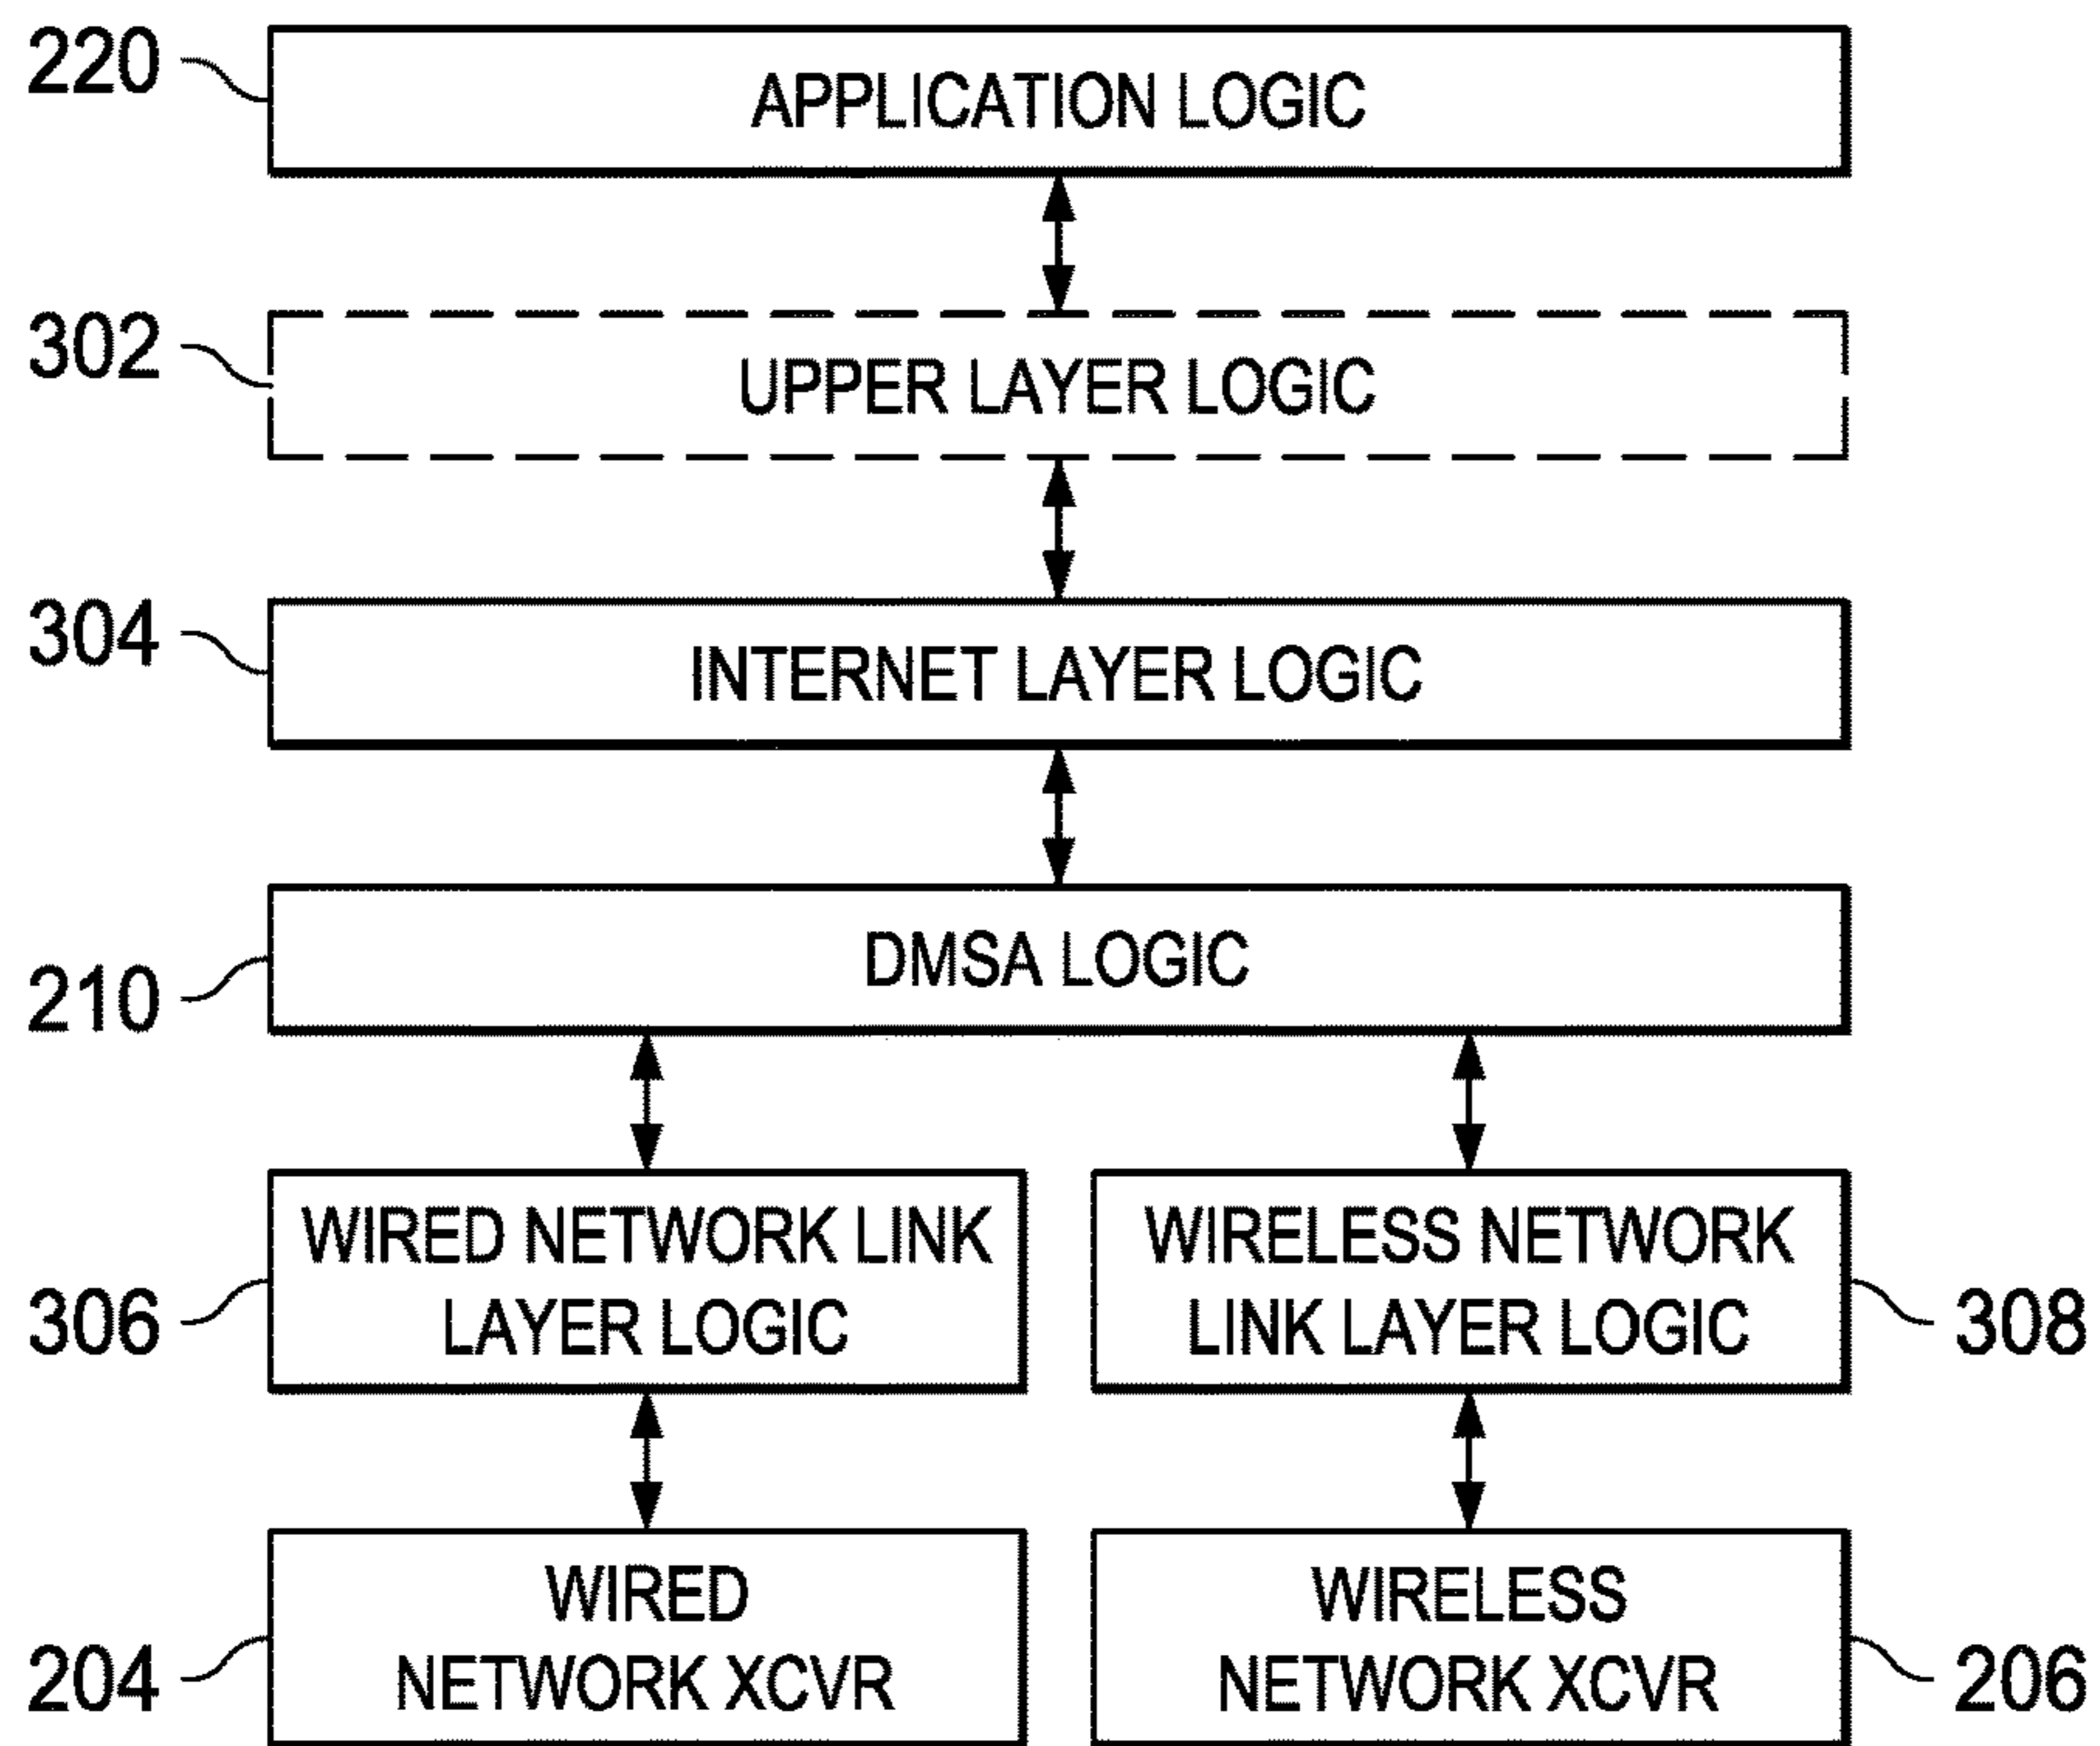 220
APPLICATION LOGIC
302
UPPER LAYER LOGIC
304
INTERNET LAYER LOGIC
DMSA LOGIC
210
WIRED NETWORK LINK
LAYER LOGIC
306
WIRELESS NETWORK
LINK LAYER LOGIC
308
WIRED
NETWORK XCVR
204
WIRELESS
NETWORK XCVR
206